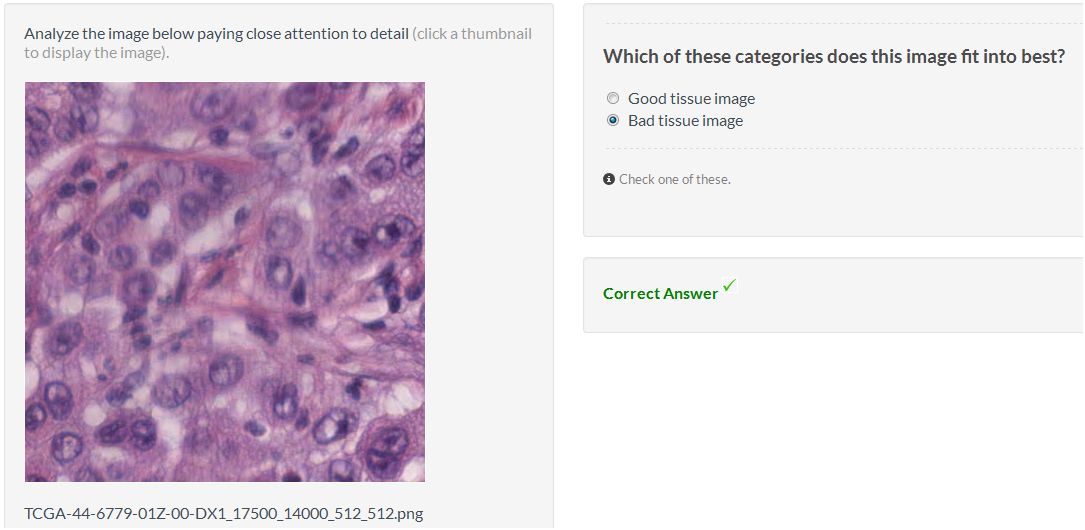 Analyze the image below paying close attention to detail (click a thumbnail
to display the image).
TCGA-44-6779-01Z-00-DX1_17500_14000_512_512.png
Which of these categories does this image fit into best?
Good tissue image
Bad tissue image
Check one of these.
Correct Answer